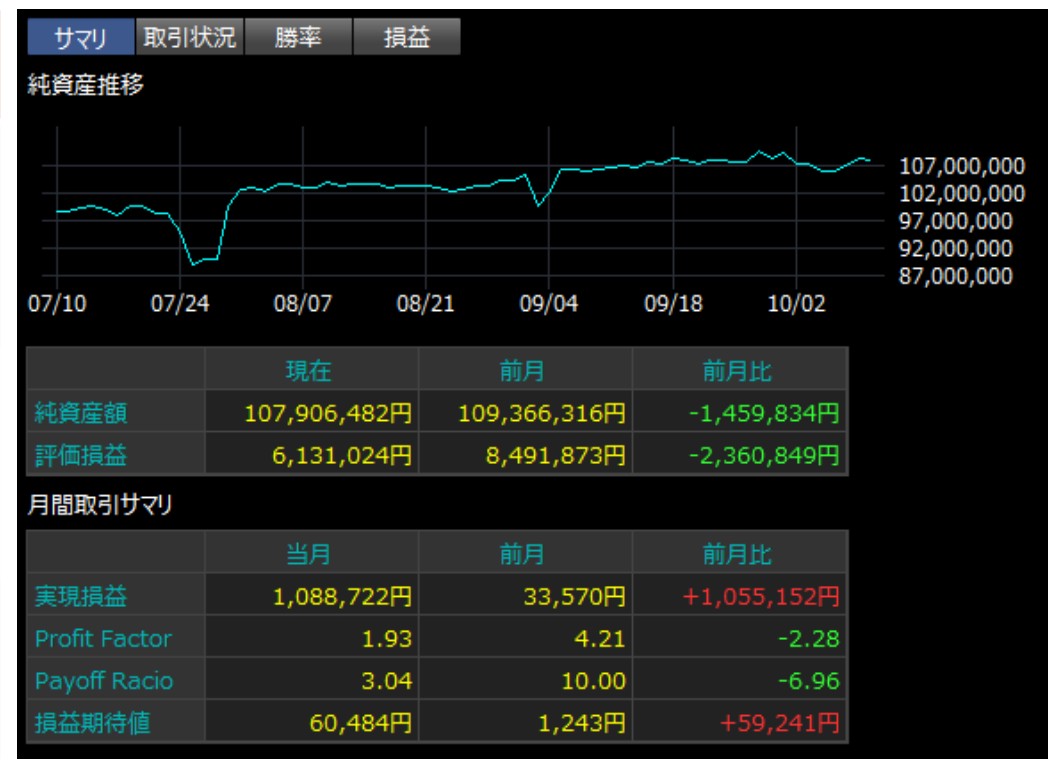 サマリ 取引状況 勝率 損益
純資産推移
107,000,000
102,000,000
97,000,000
92,000,000
87,000,000
07/10 07/24 08/07 08/21 09/04 09/18 10/02
現在 前月 前月比
純資産額 107,906,482円 109,366,316円 -1,459,834円
評価損益 6,131,024円 8,491,873円 -2,360,849円
月間取引サマリ
当月 前月 前月比
実現損益 1,088,722円 33,570円 +1,055,152円
Profit Factor 1.93 4.21 -2.28
Payoff Racio 3.04 10.00 -6.96
損益期待値 60,484円 1,243円 +59,241円